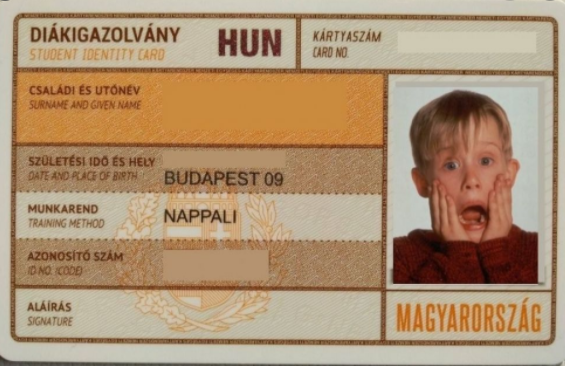 DIÁKIGAZOLVÁNY
STUDENT IDENTITY CARD
HUN
KÁRTYASZÁM
CARD NO.
CSALÁDI ÉS UTÓNÉV
SURNAME AND GIVEN NAME
SZÜLETÉSI IDŐ ÉS HELY
DATE AND PLACE OF BIRTH
BUDAPEST 09
MUNKAREND
TRAINING METHOD
NAPPALI
AZONOSÍTÓ SZÁM
ID NO. (CODE)
ALÁÍRÁS
SIGNATURE
MAGYARORSZÁG